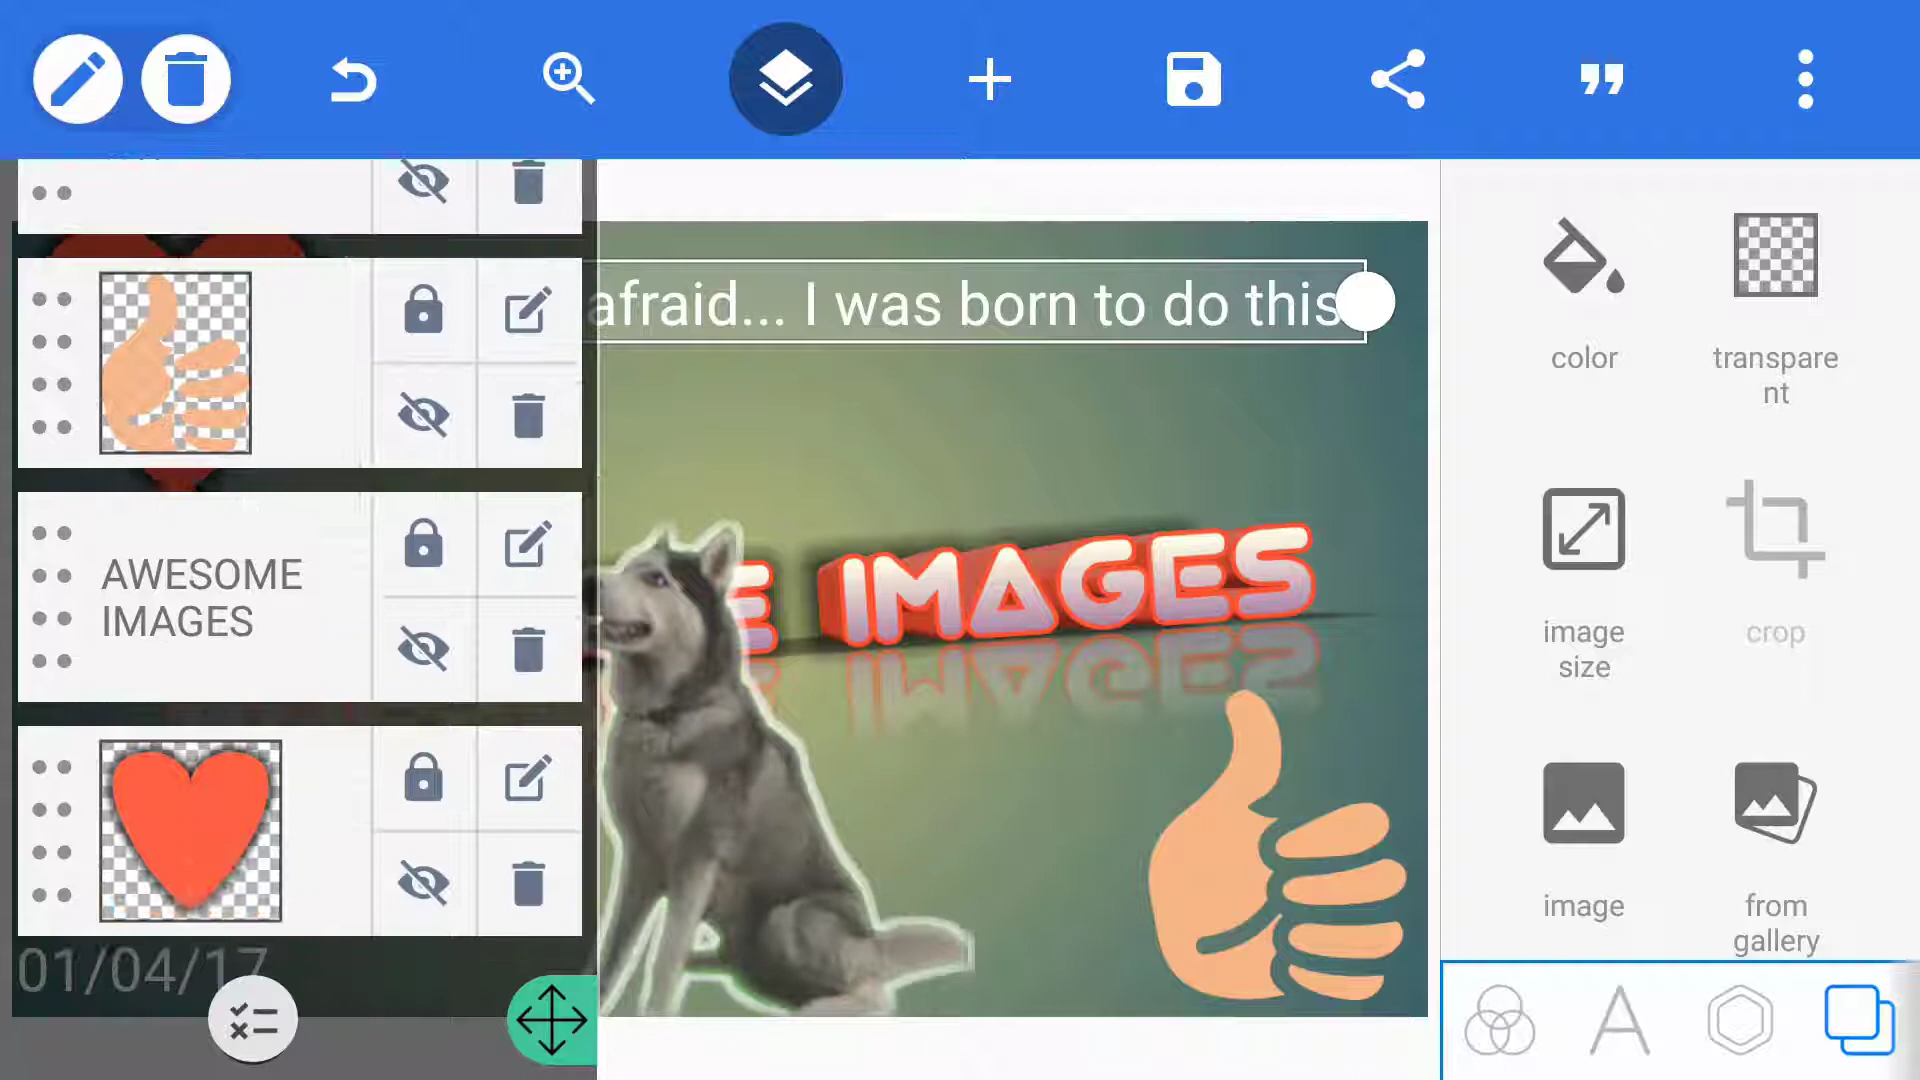 afraid... I was born to do this
color
transpare
nt
AWESOME
IMAGES
E IMAGES
image
size
crop
image
from
gallery
01/04/17